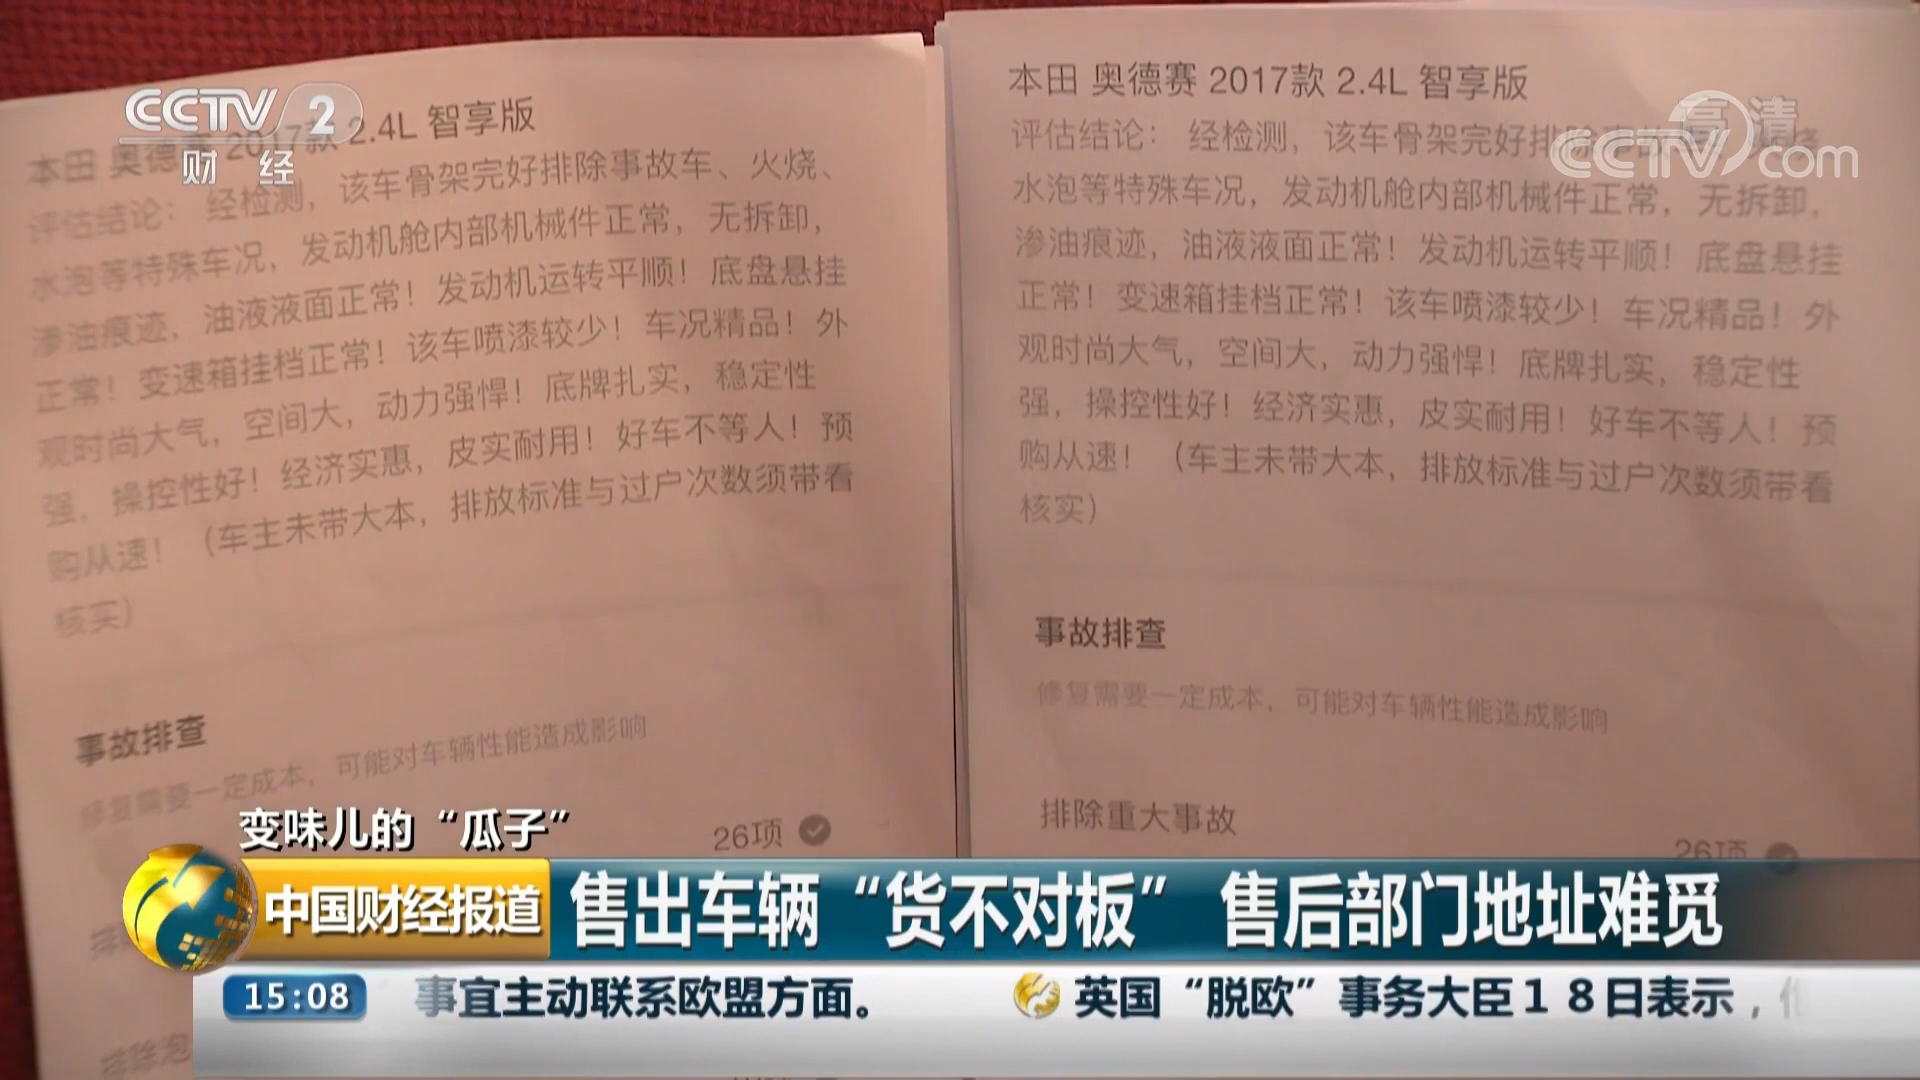 CCTV 2
财 经
高清
CCTV.com
本田 奥德赛 2017款 2.4L 智享版
评估结论： 经检测，该车骨架完好排除事故车、火烧、
水泡等特殊车况，发动机舱内部机械件正常，无拆卸，
渗油痕迹，油液液面正常！发动机运转平顺！底盘悬挂
正常！变速箱挂档正常！该车喷漆较少！车况精品！外
观时尚大气，空间大，动力强悍！底牌扎实，稳定性
强，操控性好！经济实惠，皮实耐用！好车不等人！预
购从速！（车主未带大本，排放标准与过户次数须带看
核实）
事故排查
修复需要一定成本，可能对车辆性能造成影响
26项
排除泡
本田 奥德赛 2017款 2.4L 智享版
评估结论： 经检测，该车骨架完好排除
水泡等特殊车况，发动机舱内部机械件正常，无拆卸，
渗油痕迹，油液液面正常！发动机运转平顺！底盘悬挂
正常！变速箱挂档正常！该车喷漆较少！车况精品！外
观时尚大气，空间大，动力强悍！底牌扎实，稳定性
强，操控性好！经济实惠，皮实耐用！好车不等人！预
购从速！（车主未带大本，排放标准与过户次数须带看
核实）
事故排查
修复需要一定成本，可能对车辆性能造成影响
排除重大事故
26项
变味儿的“瓜子”
中国财经报道
售出车辆“货不对板” 售后部门地址难觅
15:08 事宜主动联系欧盟方面。 英国“脱欧”事务大臣18日表示，